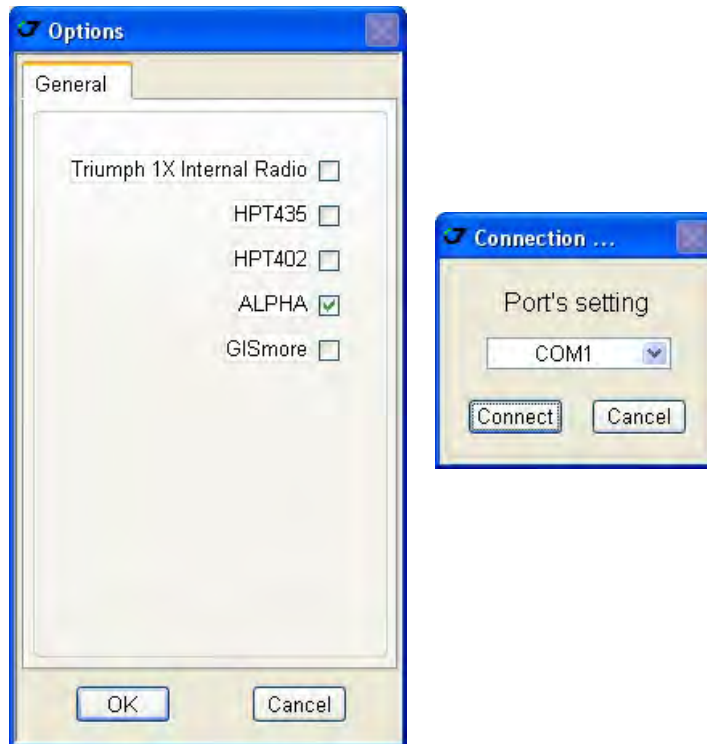 Options
General
Triumph 1X Internal Radio
HPT435
HPT402
ALPHA
GISmore
OK Cancel
Connection ...
Port's setting
COM1
Connect Cancel